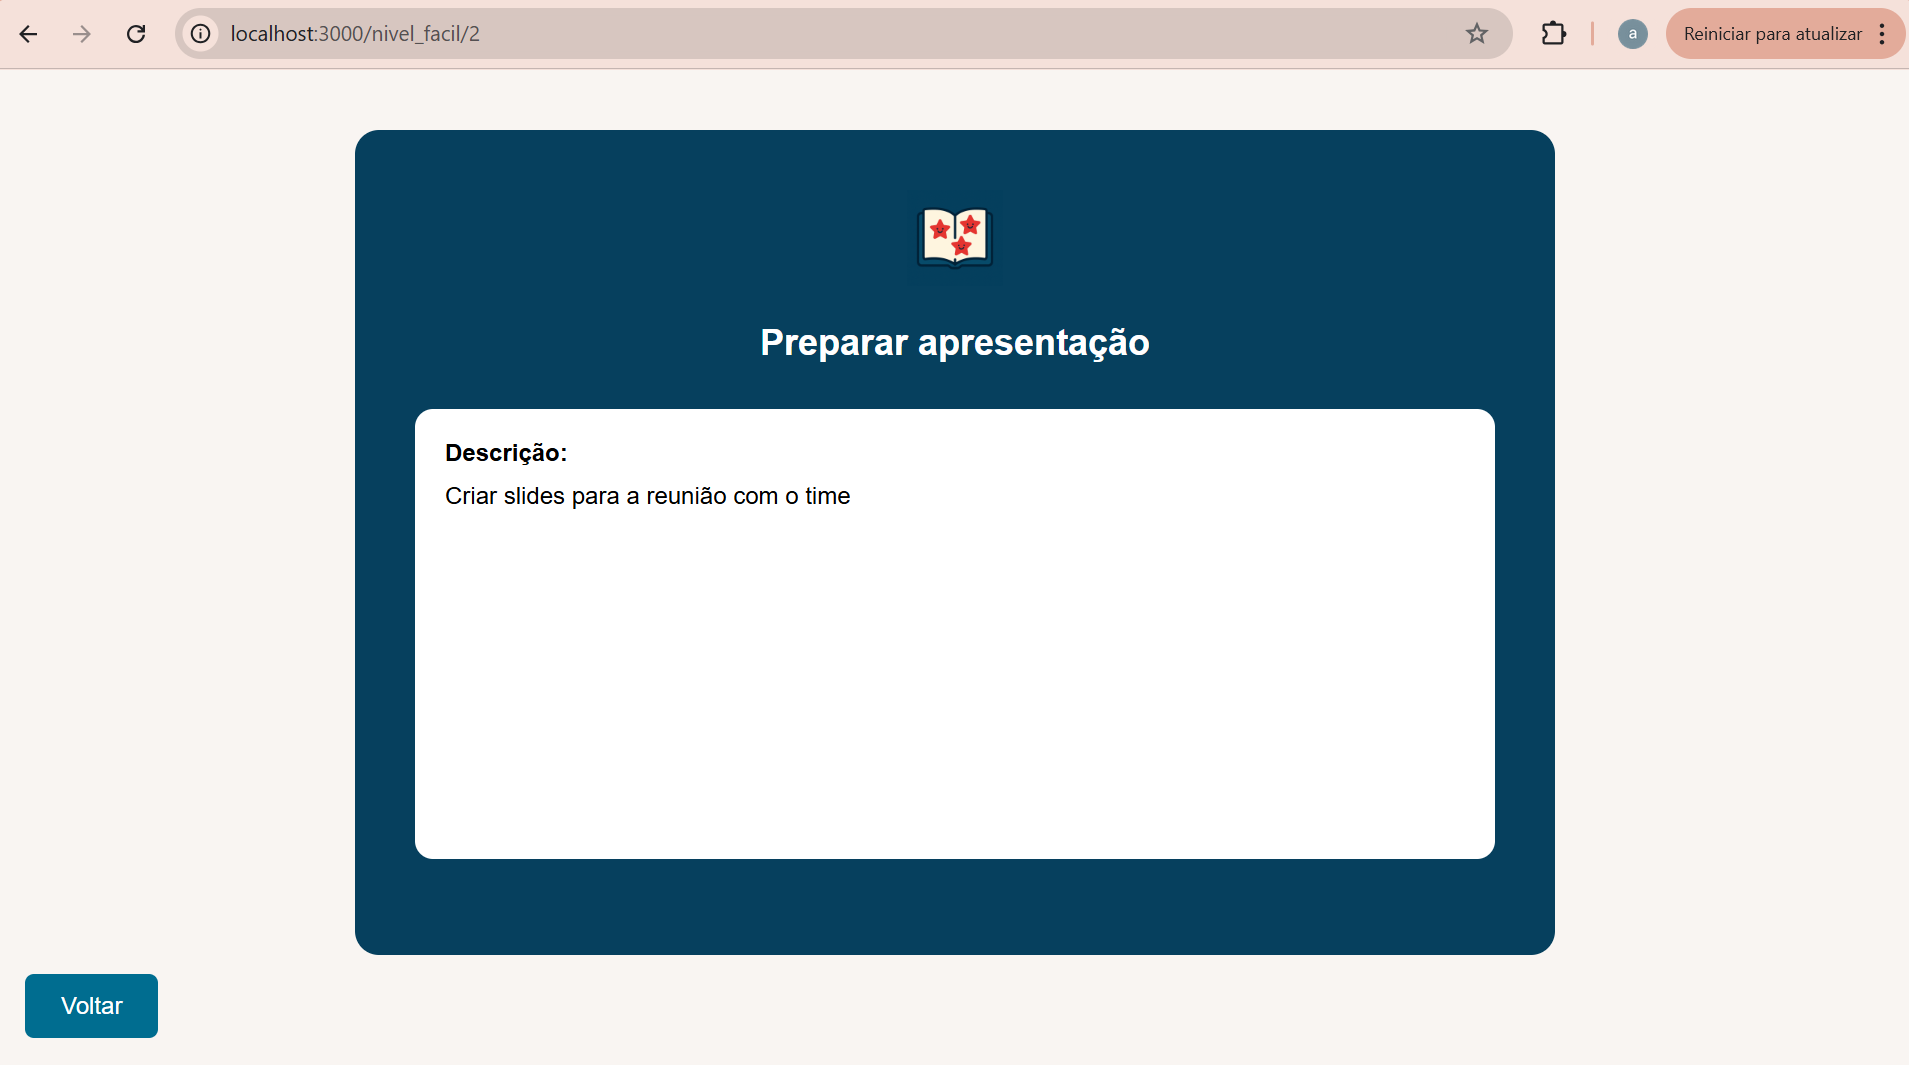 localhost:3000/nivel_facil/2
a
Reiniciar para atualizar
Preparar apresentação
Descrição:
Criar slides para a reunião com o time
Voltar